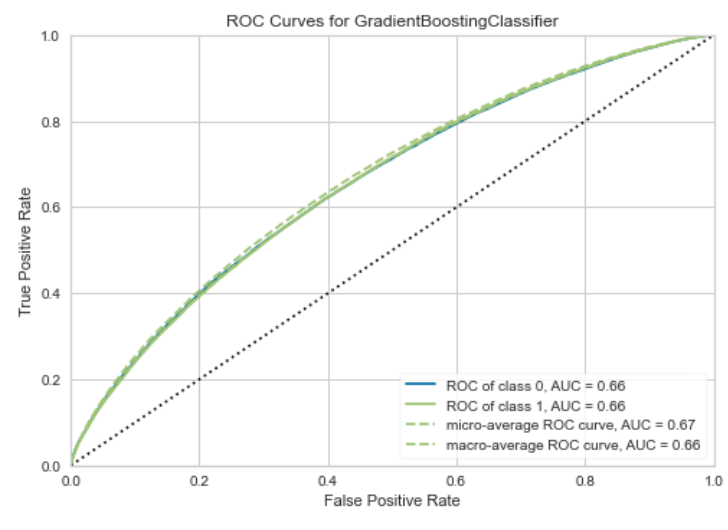 ROC Curves for GradientBoostingClassifier
1.0
0.8
0.6
0.4
0.2
0.0
True Positive Rate
ROC of class 0, AUC = 0.66
ROC of class 1, AUC = 0.66
micro-average ROC curve, AUC = 0.67
macro-average ROC curve, AUC = 0.66
0.0 0.2 0.4 0.6 0.8 1.0
False Positive Rate